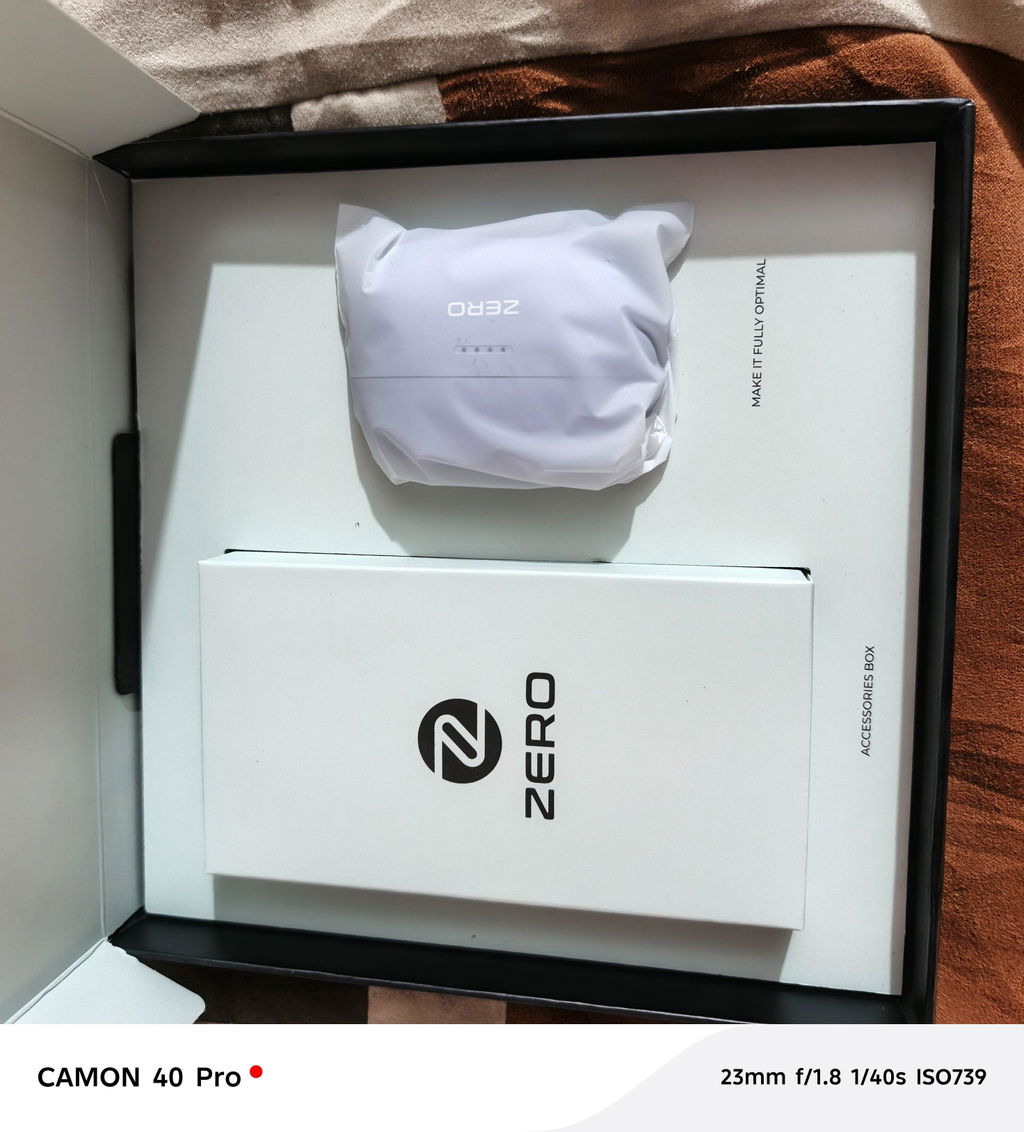 ZERO
MAKE IT FULLY OPTIMAL
ZERO
ACCESSORIES BOX
CAMON 40 Pro
23mm f/1.8 1/40s ISO739